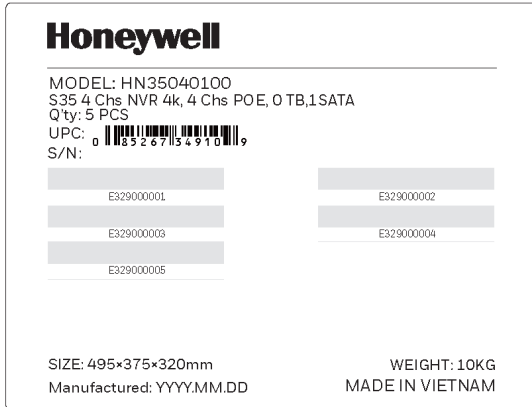 Honeywell
MODEL: HN35040100
S35 4 Chs NVR 4k, 4 Chs POE, 0 TB,1SATA
Q'ty: 5 PCS
UPC: 0 85267 34910 9
S/N:
E329000001 E329000002
E329000003 E329000004
E329000005
SIZE: 495×375×320mm WEIGHT: 10KG
Manufactured: YYYY.MM.DD MADE IN VIETNAM